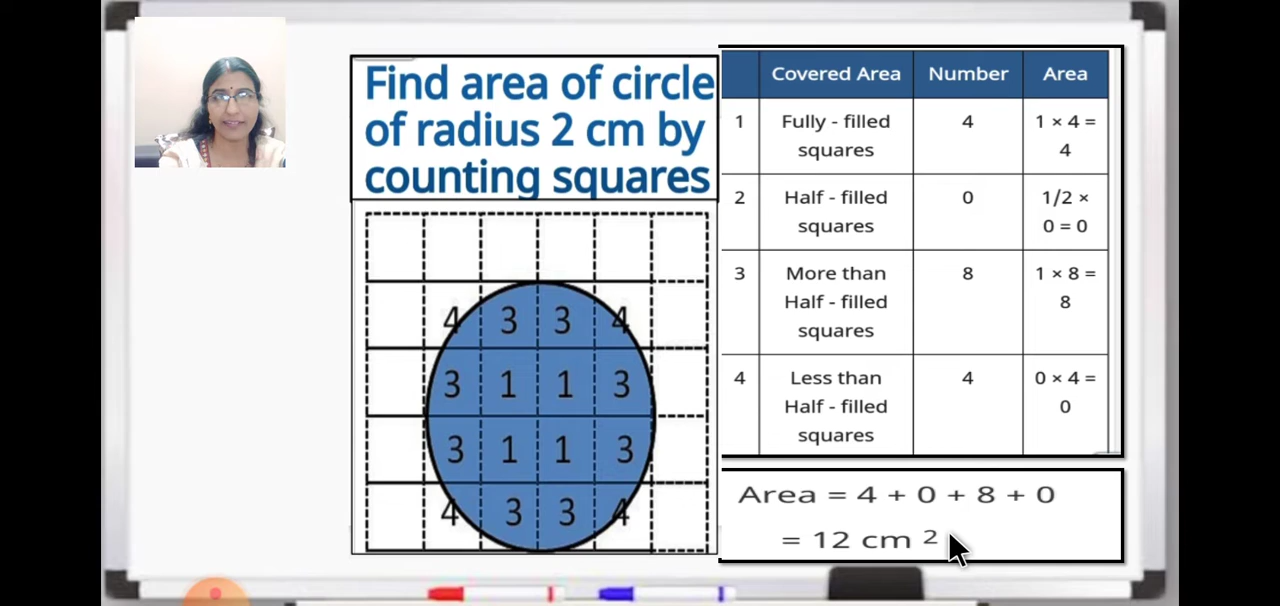 Find area of circle
of radius 2 cm by
counting squares
4 3 3 4
3 1 1 3
3 1 1 3
4 3 3 4
Covered Area Number Area
1 Fully - filled 4 1 × 4 =
squares 4
2 Half - filled 0 1/2 ×
squares 0 = 0
3 More than 8 1 × 8 =
Half - filled 8
squares
4 Less than 4 0 × 4 =
Half - filled 0
squares
Area = 4 + 0 + 8 + 0
= 12 cm 2